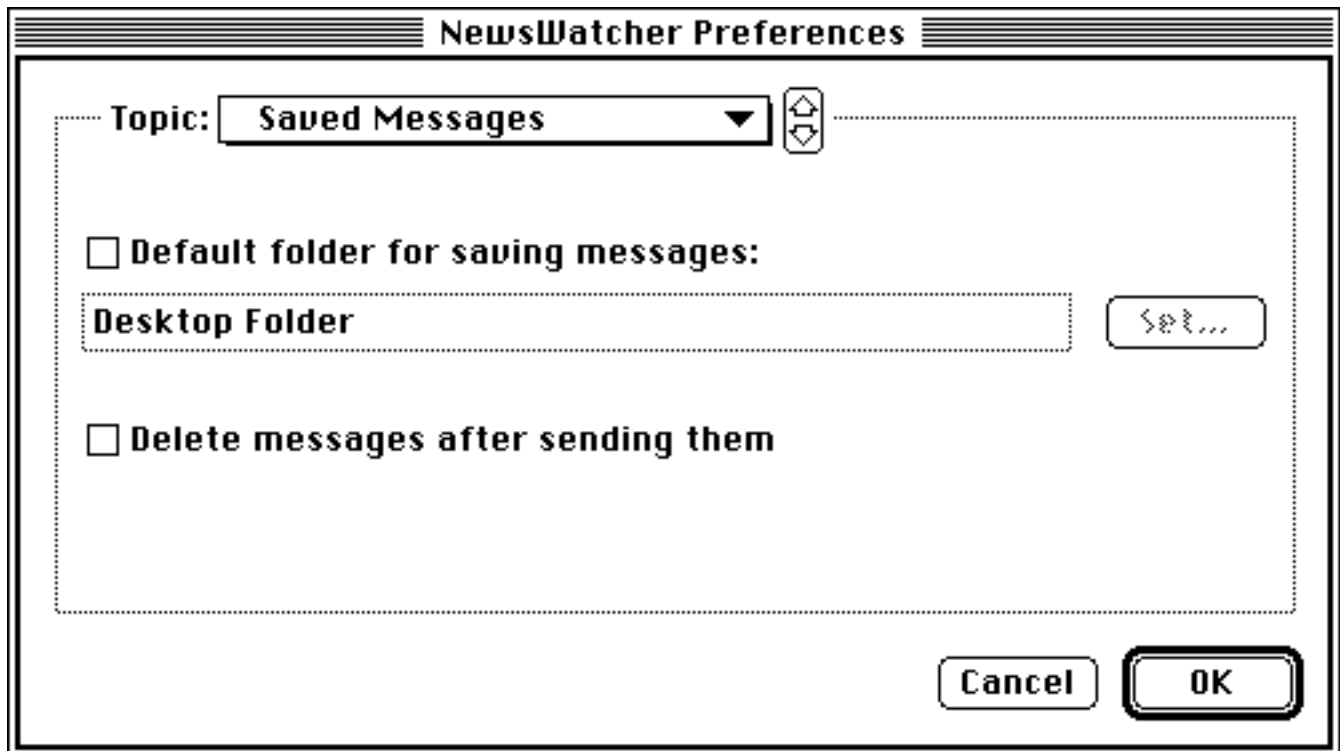 NewsWatcher Preferences
Topic: Saved Messages
Default folder for saving messages:
Desktop Folder
Set...
Delete messages after sending them
Cancel OK